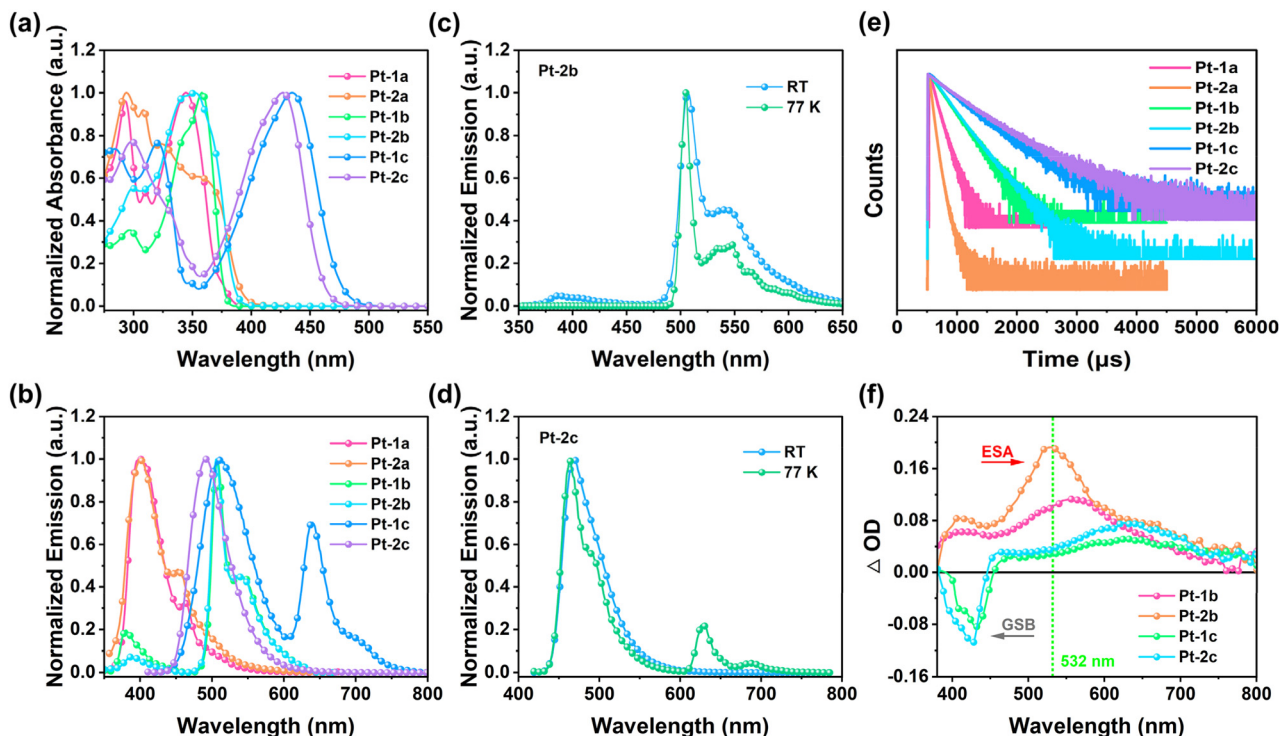 (a)
Normalized Absorbance (a.u.)
1.2
1.0
0.8
0.6
0.4
0.2
0.0
Pt-1a
Pt-2a
Pt-1b
Pt-2b
Pt-1c
Pt-2c
300 350 400 450 500 550
Wavelength (nm)
(c)
Normalized Emission (a.u.)
1.2
1.0
0.8
0.6
0.4
0.2
0.0
Pt-2b
RT
77 K
350 400 450 500 550 600 650
Wavelength (nm)
(e)
Counts
Pt-1a
Pt-2a
Pt-1b
Pt-2b
Pt-1c
Pt-2c
0 1000 2000 3000 4000 5000 6000
Time (μs)
(b)
Normalized Emission (a.u.)
1.2
1.0
0.8
0.6
0.4
0.2
0.0
Pt-1a
Pt-2a
Pt-1b
Pt-2b
Pt-1c
Pt-2c
400 500 600 700 800
Wavelength (nm)
(d)
Normalized Emission (a.u.)
1.2
1.0
0.8
0.6
0.4
0.2
0.0
Pt-2c
RT
77 K
400 500 600 700 800
Wavelength (nm)
(f)
△ OD
0.24
0.16
0.08
0.00
-0.08
-0.16
ESA
GSB
532 nm
Pt-1b
Pt-2b
Pt-1c
Pt-2c
400 500 600 700 800
Wavelength (nm)